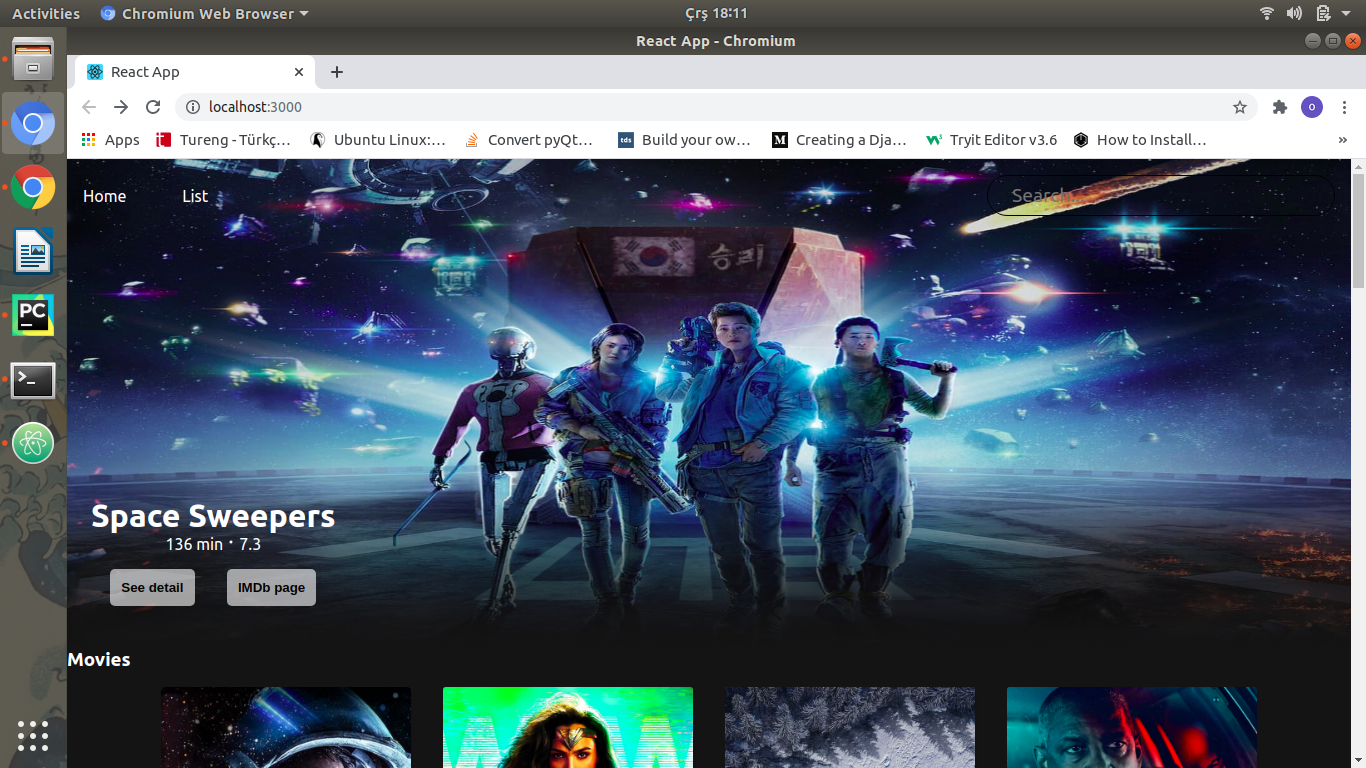 Activities
Chromium Web Browser
Çrş 18:11
React App - Chromium
React App
localhost:3000
O
Apps
Tureng - Türkç...
Ubuntu Linux:...
Convert pyQt...
tds
Build your ow...
M
Creating a Dja...
Tryit Editor v3.6
How to Install...
»
Home
List
Search...
승리
PC
Space Sweepers
136 min · 7.3
See detail
IMDb page
Movies